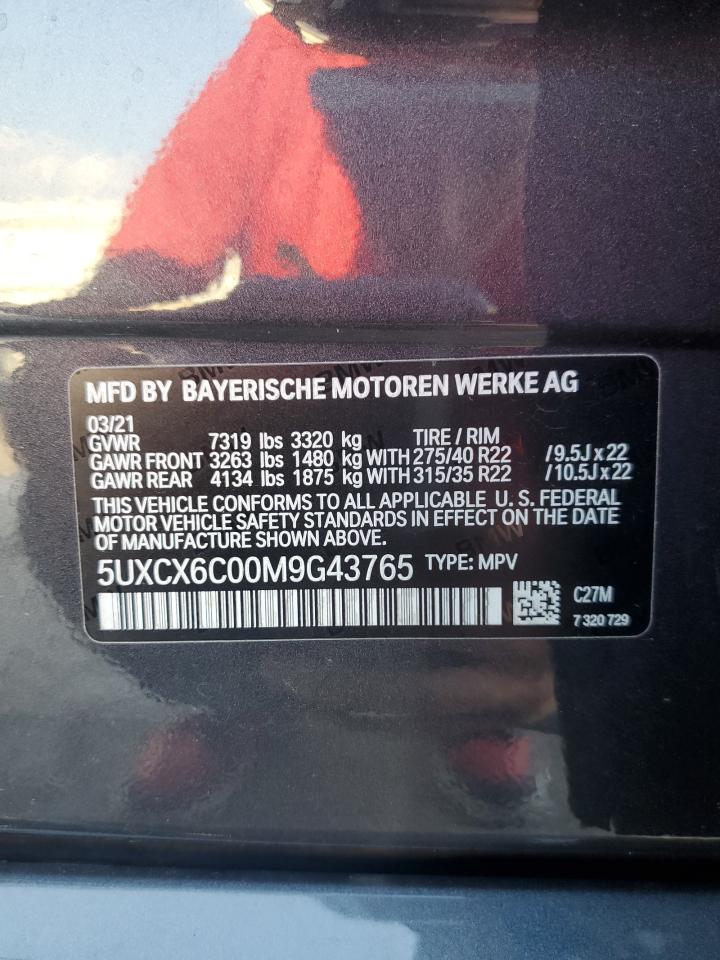 MFD BY BAYERISCHE MOTOREN WERKE AG
03/21
GVWR 7319 lbs 3320 kg TIRE / RIM
GAWR FRONT 3263 lbs 1480 kg WITH 275/40 R22 /9.5J x 22
GAWR REAR 4134 lbs 1875 kg WITH 315/35 R22 /10.5J x 22
THIS VEHICLE CONFORMS TO ALL APPLICABLE U. S. FEDERAL
MOTOR VEHICLE SAFETY STANDARDS IN EFFECT ON THE DATE
OF MANUFACTURE SHOWN ABOVE.
5UXCX6C00M9G43765 TYPE: MPV
C27M
7 320 729